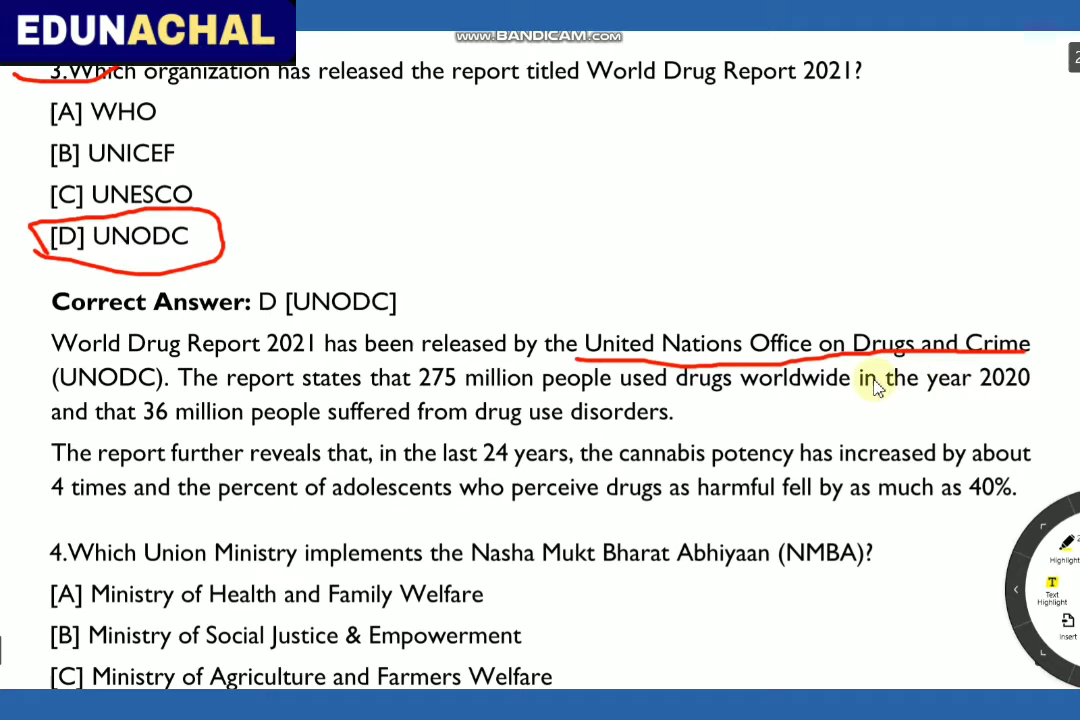 EDUNACHAL
www.BANDICAM.com
3.Which organization has released the report titled World Drug Report 2021?
[A] WHO
[B] UNICEF
[C] UNESCO
[D] UNODC
Correct Answer: D [UNODC]
World Drug Report 2021 has been released by the United Nations Office on Drugs and Crime
(UNODC). The report states that 275 million people used drugs worldwide in the year 2020
and that 36 million people suffered from drug use disorders.
The report further reveals that, in the last 24 years, the cannabis potency has increased by about
4 times and the percent of adolescents who perceive drugs as harmful fell by as much as 40%.
4.Which Union Ministry implements the Nasha Mukt Bharat Abhiyaan (NMBA)?
[A] Ministry of Health and Family Welfare
[B] Ministry of Social Justice & Empowerment
[C] Ministry of Agriculture and Farmers Welfare
Highlight
T
Text
Highlight
Insert